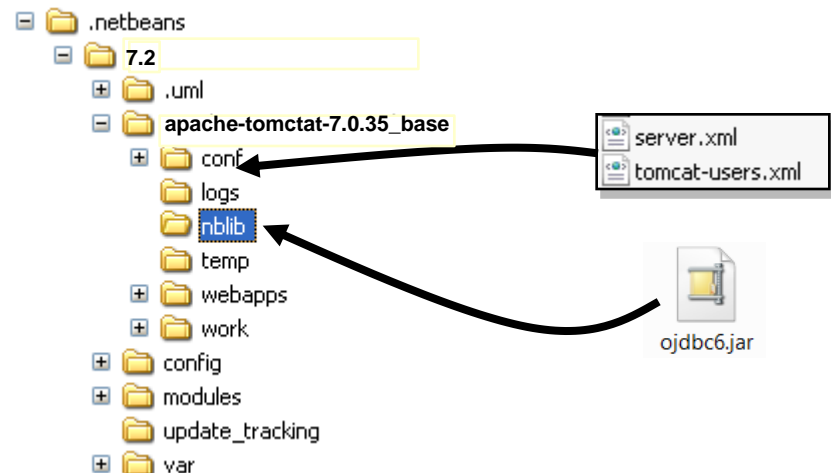 .netbeans
7.2
.uml
apache-tomctat-7.0.35_base
conf
server.xml
tomcat-users.xml
logs
nblib
temp
webapps
work
ojdbc6.jar
config
modules
update_tracking
var